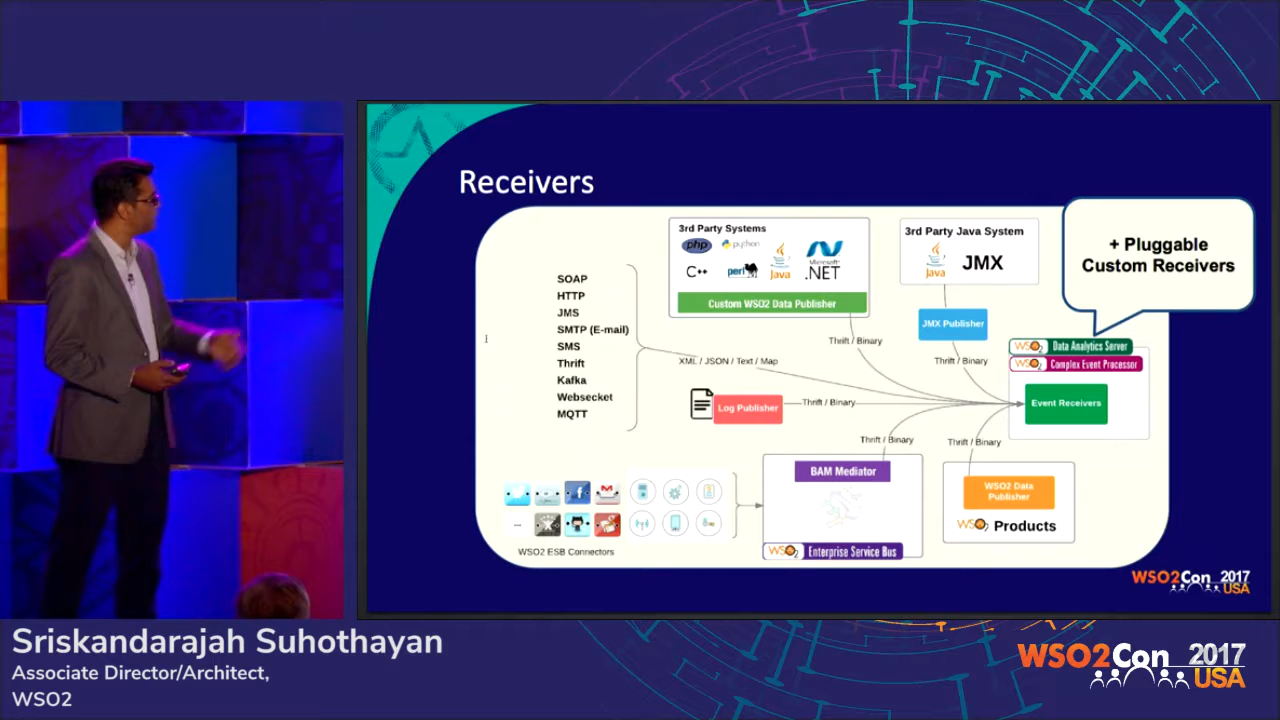 Receivers
3rd Party Systems
php
python
C++
perl
Java
Microsoft
.NET
Custom WSO2 Data Publisher
3rd Party Java System
Java
JMX
+ Pluggable
Custom Receivers
SOAP
HTTP
JMS
SMTP (E-mail)
SMS
Thrift
Kafka
Websecket
MQTT
XML / JSON / Text / Map
Thrift / Binary
JMX Publisher
Thrift / Binary
WSO2 Data Analytics Server
WSO2 Complex Event Processor
Event Receivers
Log Publisher
Thrift / Binary
Thrift / Binary
Thrift / Binary
BAM Mediator
WSO2 Enterprise Service Bus
WSO2 Data
Publisher
WSO2 Products
...
WSO2 ESB Connectors
WSO2Con 2017
USA
Sriskandarajah Suhothayan
Associate Director/Architect,
WSO2
WSO2Con 2017
USA